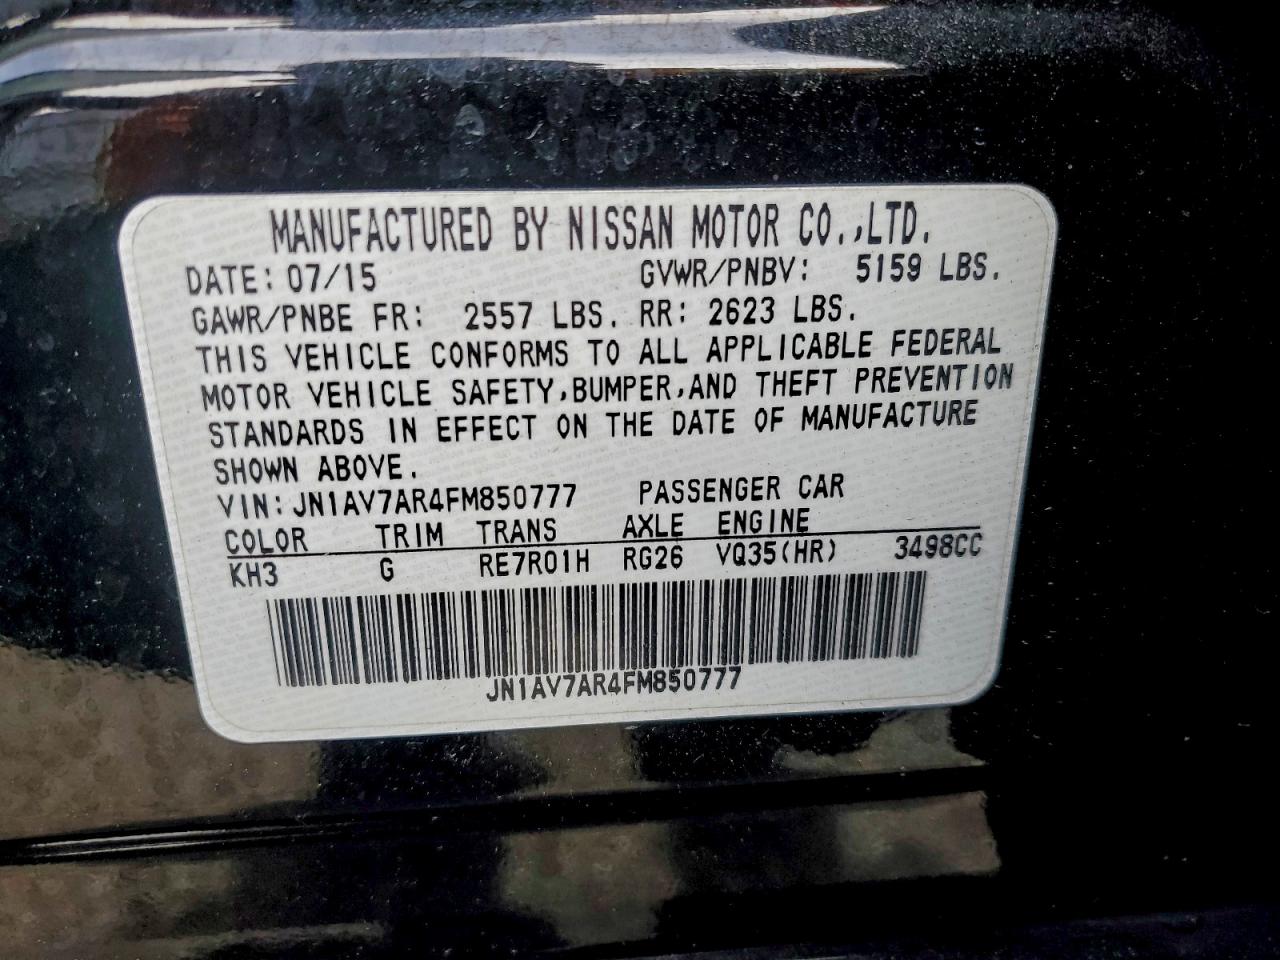 MANUFACTURED BY NISSAN MOTOR CO.,LTD.
DATE: 07/15 GVWR/PNBV: 5159 LBS.
GAWR/PNBE FR: 2557 LBS. RR: 2623 LBS.
THIS VEHICLE CONFORMS TO ALL APPLICABLE FEDERAL
MOTOR VEHICLE SAFETY,BUMPER,AND THEFT PREVENTION
STANDARDS IN EFFECT ON THE DATE OF MANUFACTURE
SHOWN ABOVE.
VIN: JN1AV7AR4FM850777 PASSENGER CAR
COLOR TRIM TRANS AXLE ENGINE
KH3 G RE7R01H RG26 VQ35(HR) 3498CC
JN1AV7AR4FM850777